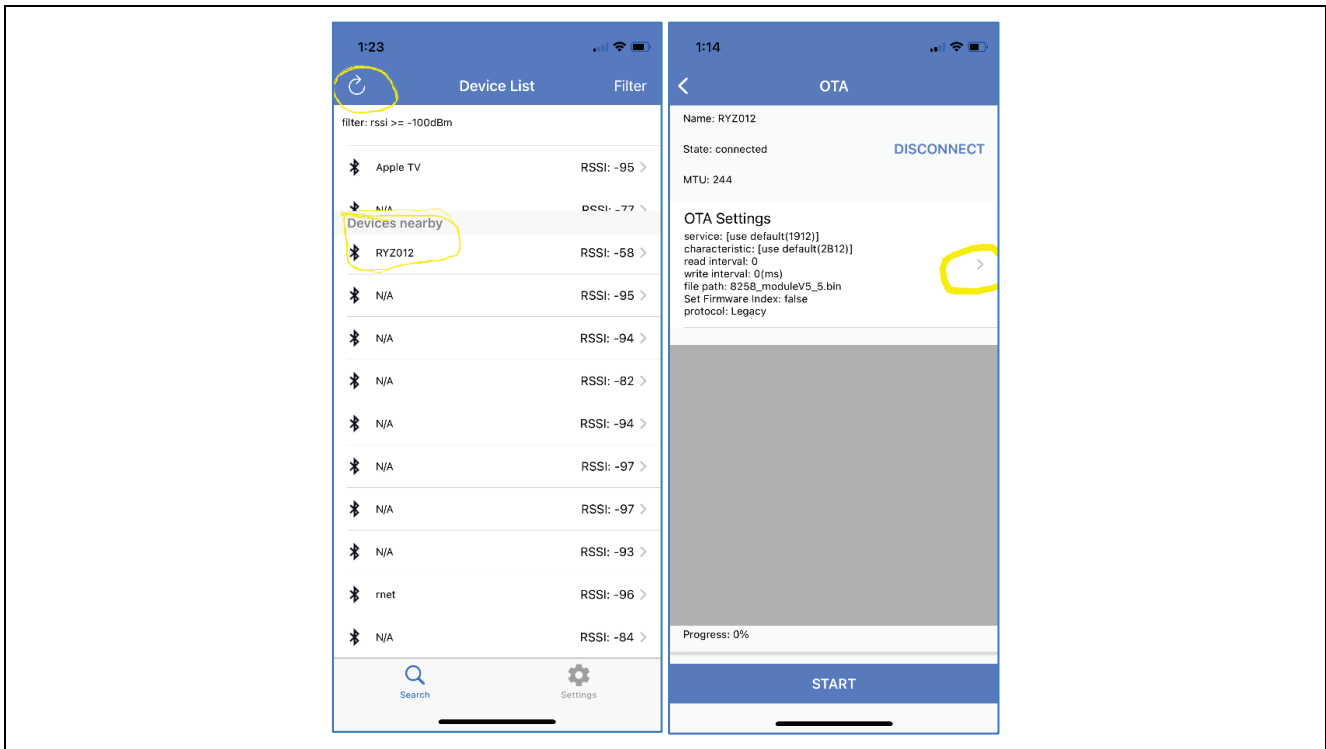 1:23
Device List
Filter
filter: rssi >= -100dBm
Apple TV
RSSI: -95
N/A
RSSI: -77
Devices nearby
RYZ012
RSSI: -58
N/A
RSSI: -95
N/A
RSSI: -94
N/A
RSSI: -82
N/A
RSSI: -94
N/A
RSSI: -97
N/A
RSSI: -97
N/A
RSSI: -93
rnet
RSSI: -96
N/A
RSSI: -84
Search
Settings
1:14
OTA
Name: RYZ012
State: connected
DISCONNECT
MTU: 244
OTA Settings
service: [use default(1912)]
characteristic: [use default(2B12)]
read interval: 0
write interval: 0(ms)
file path: 8258_moduleV5_5.bin
Set Firmware Index: false
protocol: Legacy
Progress: 0%
START